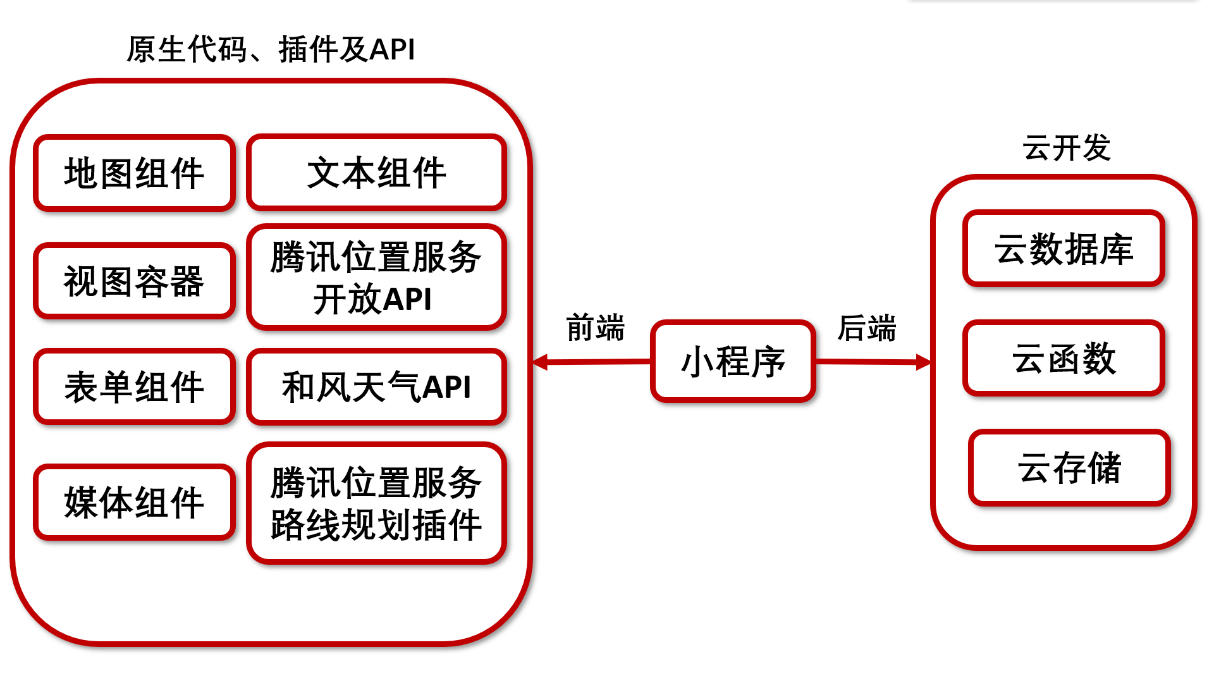 原生代码、插件及API
地图组件
文本组件
视图容器
腾讯位置服务
开放API
表单组件
和风天气API
媒体组件
腾讯位置服务
路线规划插件
前端
小程序
后端
云开发
云数据库
云函数
云存储